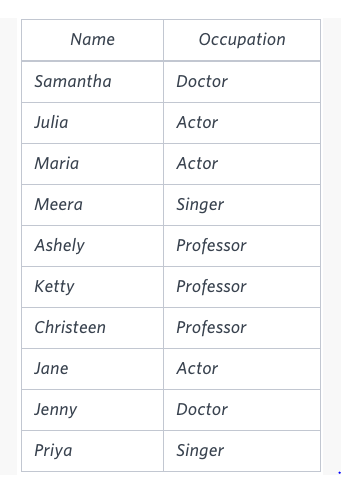 Name Occupation
Samantha Doctor
Julia Actor
Maria Actor
Meera Singer
Ashely Professor
Ketty Professor
Christeen Professor
Jane Actor
Jenny Doctor
Priya Singer